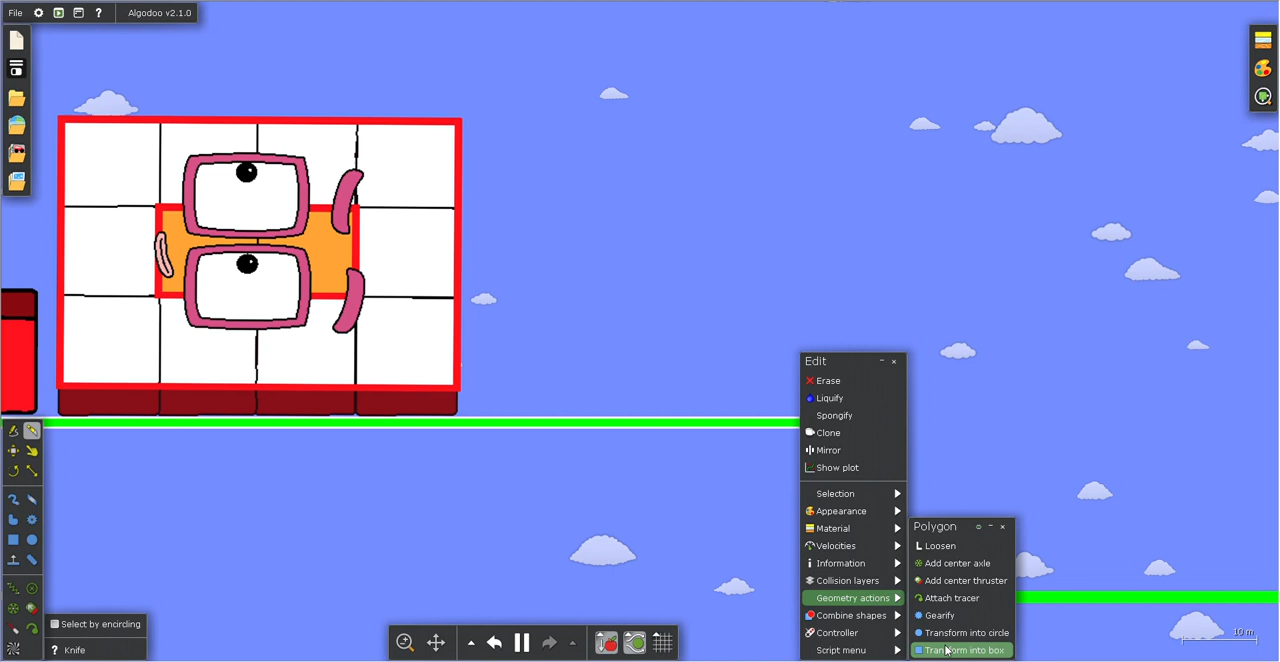 File ? Algodoo v2.1.0
Edit
Erase
Liquify
Spongify
Clone
Mirror
Show plot
Selection
Appearance
Material
Velocities
Information
Collision layers
Geometry actions
Combine shapes
Controller
Script menu
Polygon
Loosen
Add center axle
Add center thruster
Attach tracer
Gearify
Transform into circle
Transform into box
Select by encircling
? Knife
10 m